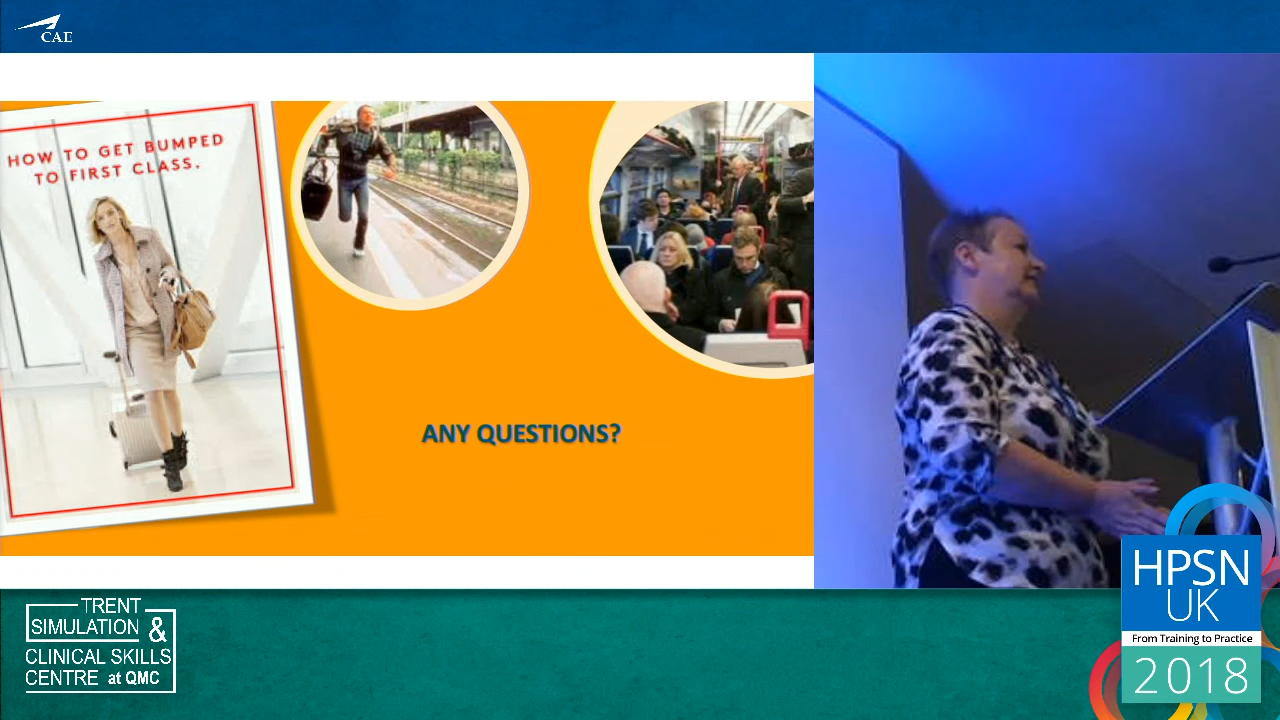 CAE
HOW TO GET BUMPED
TO FIRST CLASS.
ANY QUESTIONS?
TRENT
SIMULATION &
CLINICAL SKILLS
CENTRE at QMC
HPSN
UK
From Training to Practice
2018